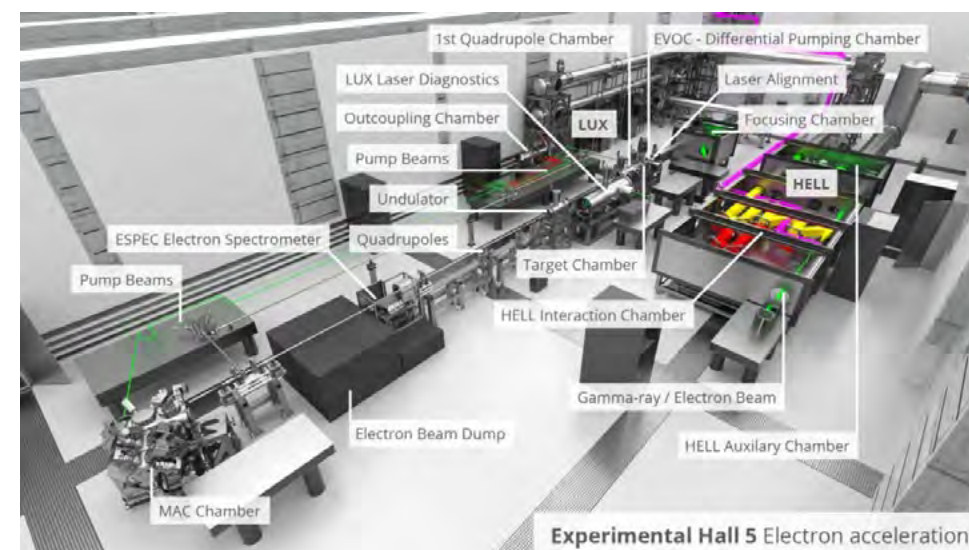 1st Quadrupole Chamber
EVOC - Differential Pumping Chamber
LUX Laser Diagnostics
Laser Alignment
Outcoupling Chamber
LUX
Focusing Chamber
Pump Beams
HELL
Undulator
ESPEC Electron Spectrometer
Quadrupoles
Target Chamber
Pump Beams
HELL Interaction Chamber
Gamma-ray / Electron Beam
Electron Beam Dump
HELL Auxilary Chamber
MAC Chamber
Experimental Hall 5 Electron acceleration